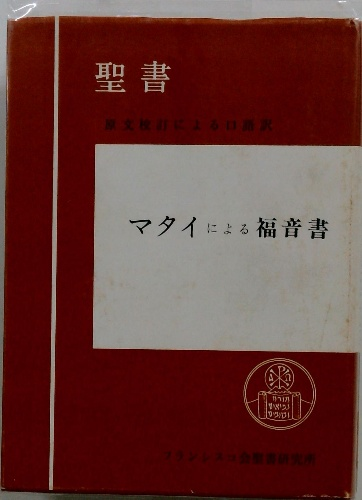 聖書
原文校訂による口語訳
マタイによる福音書
フランシスコ会聖書研究所